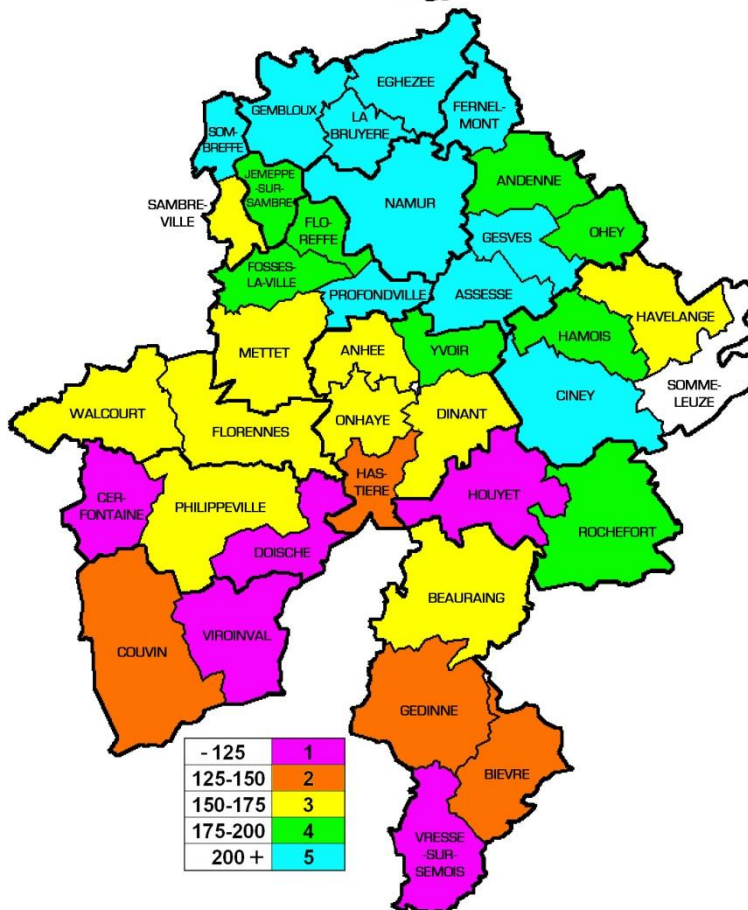 EGHEZEE
GEMBLOUX
FERNEL-
MONT
LA
BRUYERE
SOM-
BREFFE
JEMEPPE
-SUR-
SAMBRE
ANDENNE
SAMBRE-
VILLE
NAMUR
FLO-
REFFE
GESVES
OHEY
FOSSES-
LA-VILLE
PROFONDVILLE
ASSESSE
HAVELANGE
HAMOIS
METTET
ANHEE
YVOIR
SOMME-
LEUZE
CINEY
WALCOURT
FLORENNES
ONHAYE
DINANT
HAS-
TIERE
CER-
FONTAINE
PHILIPPEVILLE
HOUYET
ROCHEFORT
DOISCHE
BEAURAING
COUVIN
VIROINVAL
GEDINNE
BIEVRE
VRESSE
-SUR-
SEMOIS
- 125 1
125-150 2
150-175 3
175-200 4
200 + 5